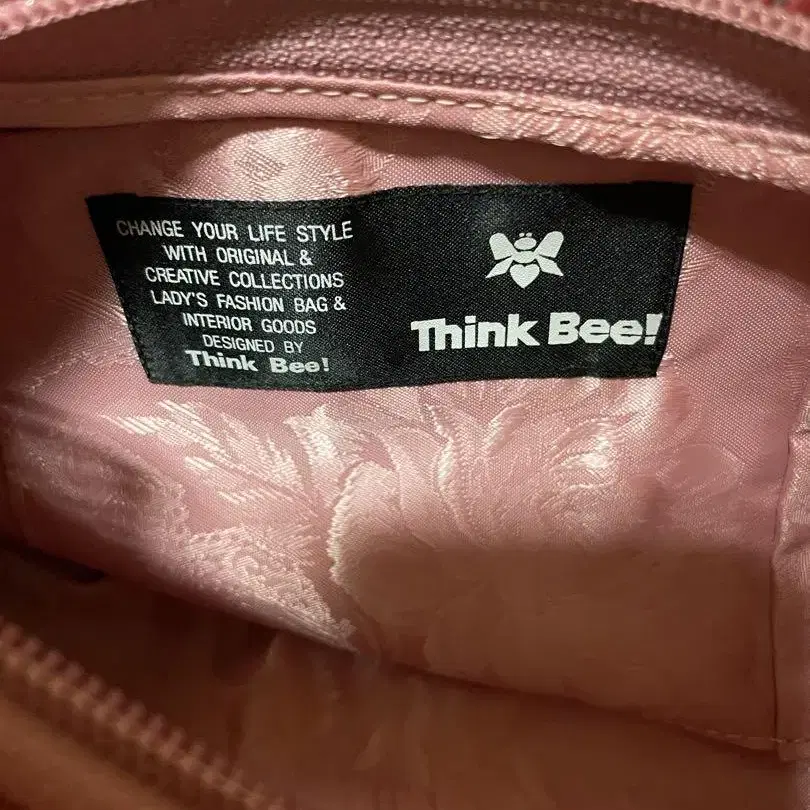 CHANGE YOUR LIFE STYLE
WITH ORIGINAL &
CREATIVE COLLECTIONS
LADY'S FASHION BAG &
INTERIOR GOODS
DESIGNED BY
Think Bee!
Think Bee!